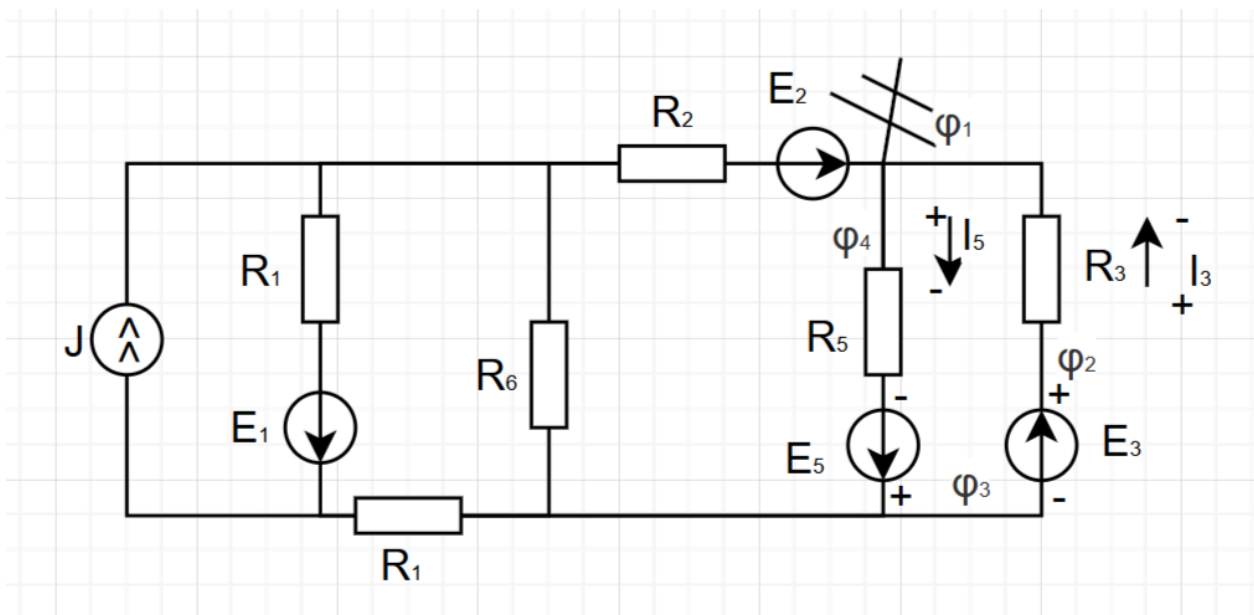 E₂
R₂
φ₁
+
-
φ₄
I₅
R₁
R₃
I₃
-
+
J
R₅
R₆
φ₂
-
+
E₁
E₅
E₃
+
φ₃
-
R₁